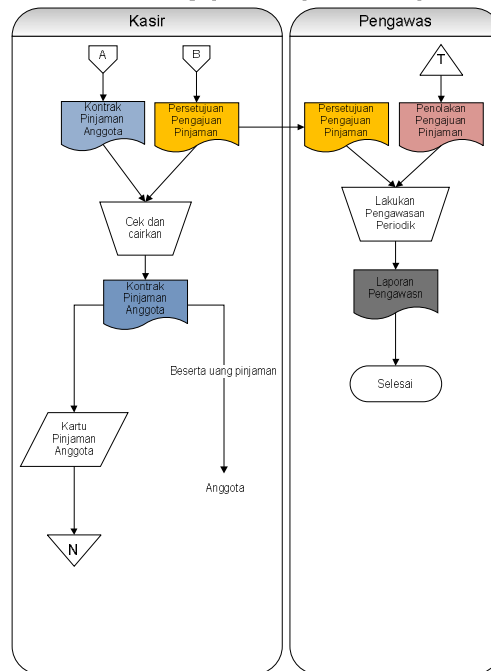 Kasir
Pengawas
A
B
T
Kontrak
Pinjaman
Anggota
Persetujuan
Pengajuan
Pinjaman
Persetujuan
Pengajuan
Pinjaman
Penolakan
Pengajuan
Pinjaman
Cek dan
cairkan
Lakukan
Pengawasan
Periodik
Kontrak
Pinjaman
Anggota
Laporan
Pengawasn
Beserta uang pinjaman
Selesai
Kartu
Pinjaman
Anggota
Anggota
N